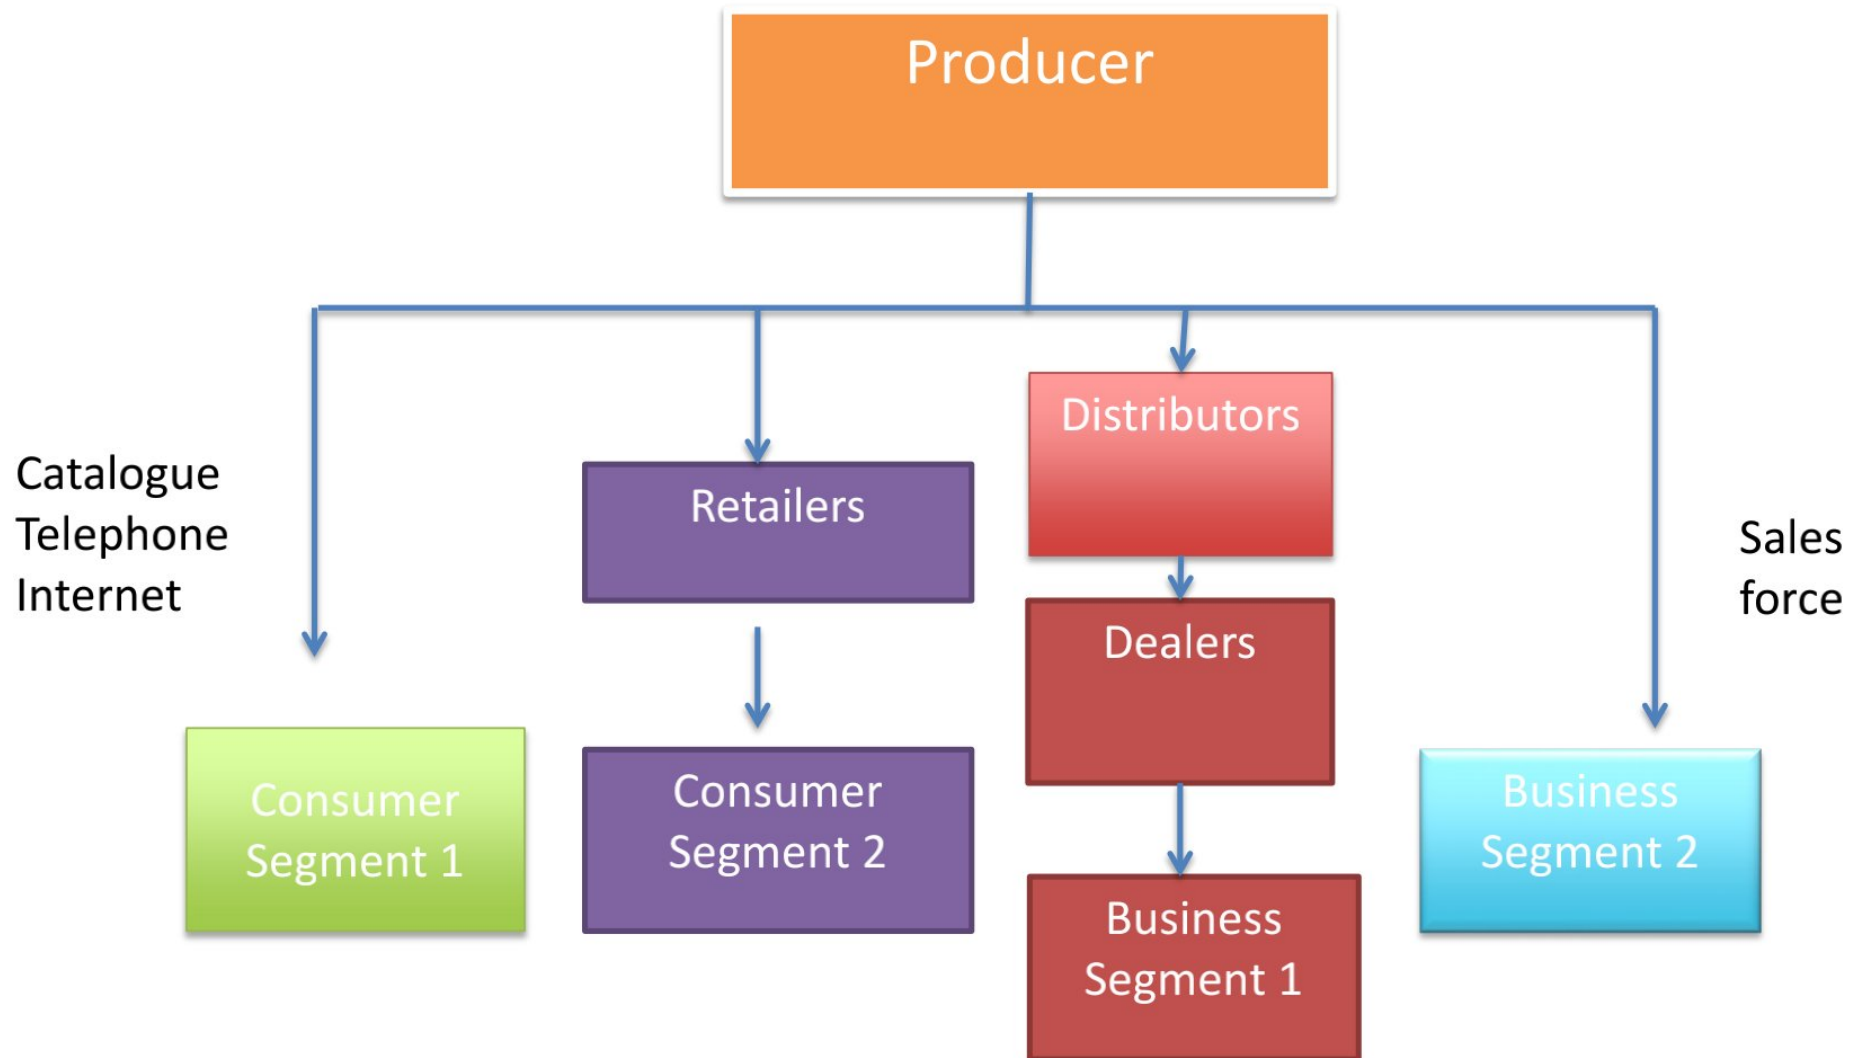 Producer
Distributors
Catalogue
Telephone
Internet
Retailers
Sales
force
Dealers
Consumer
Segment 1
Consumer
Segment 2
Business
Segment 1
Business
Segment 2